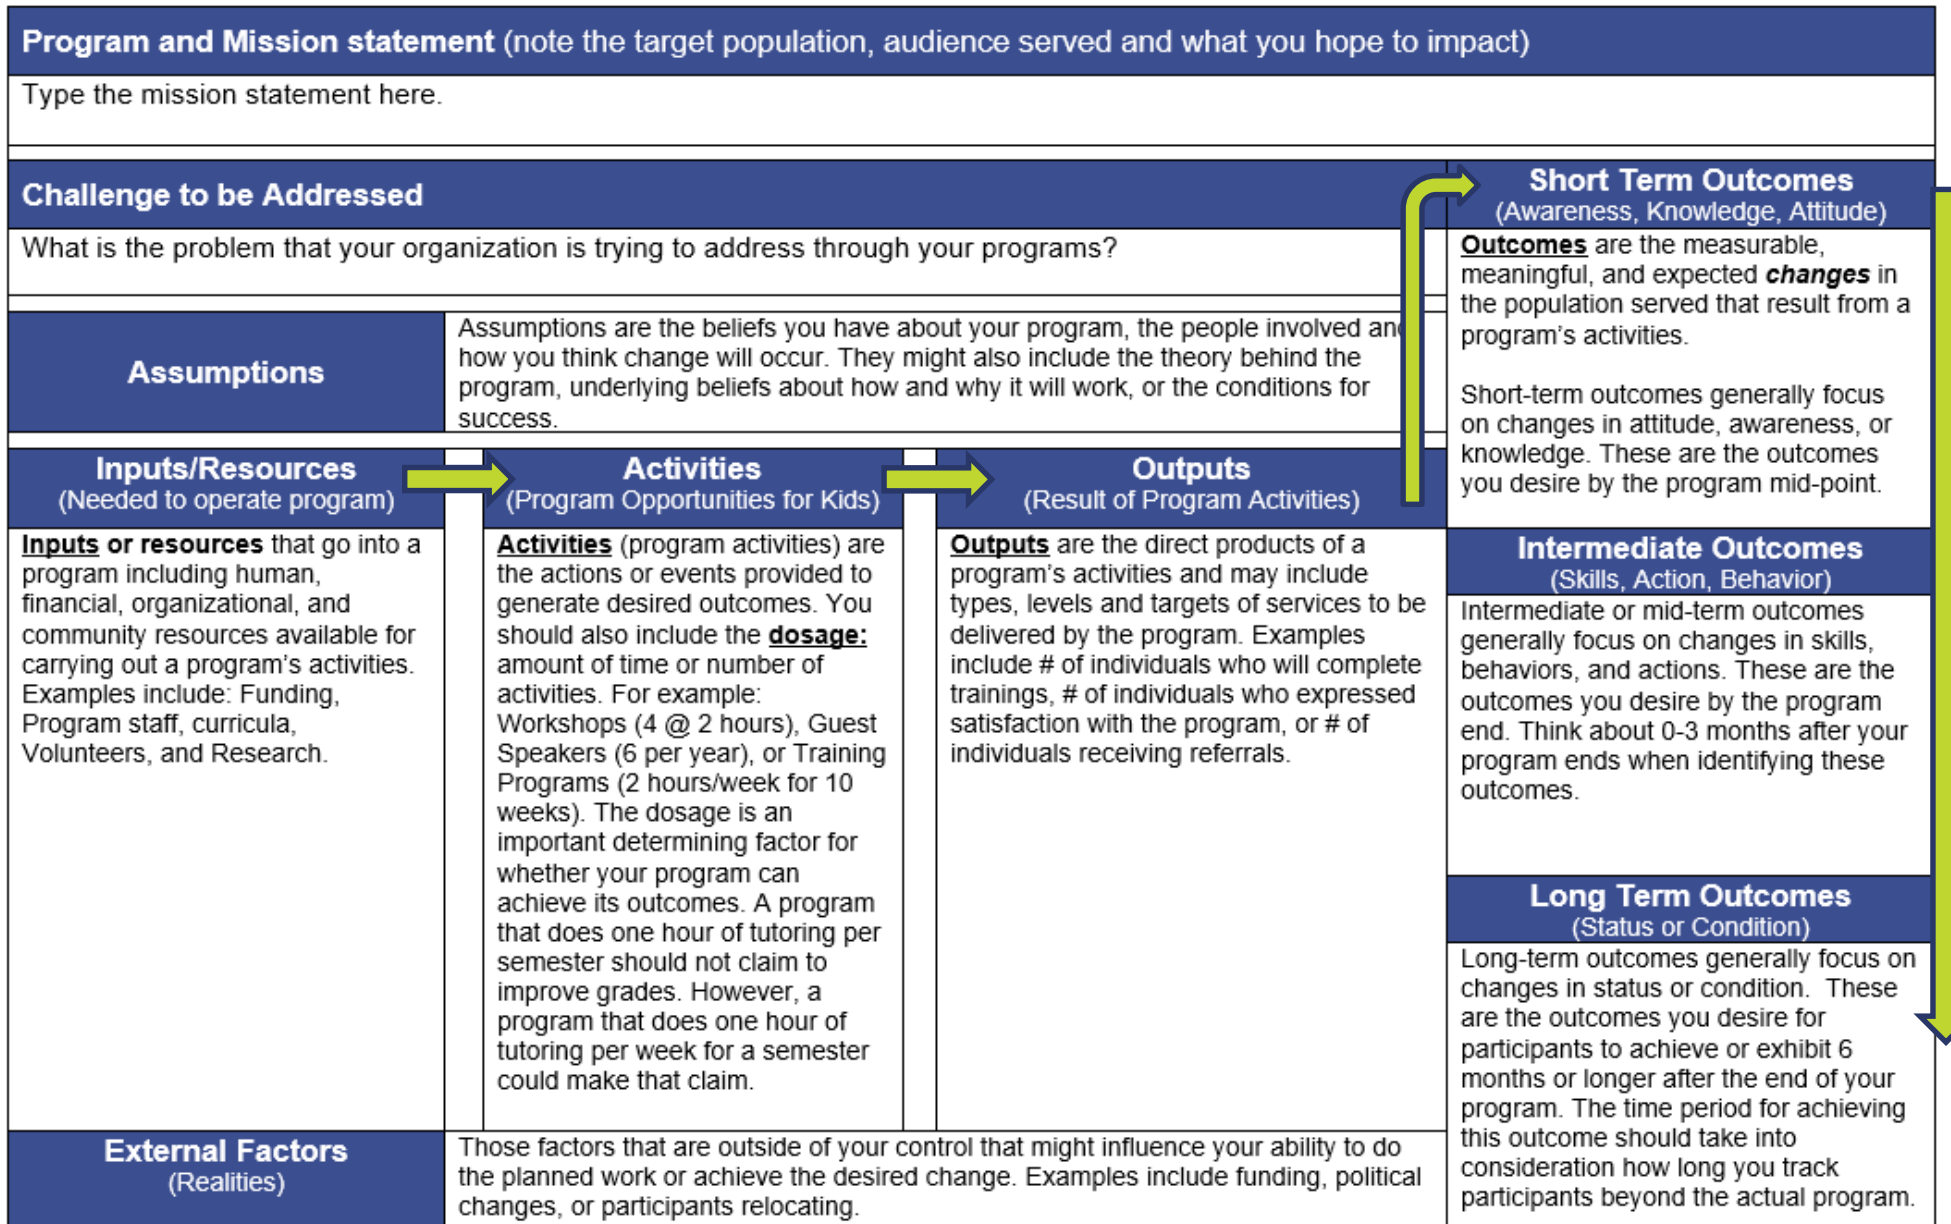 Program and Mission statement (note the target population, audience served and what you hope to impact)
Type the mission statement here.
Challenge to be Addressed
What is the problem that your organization is trying to address through your programs?
Assumptions
Assumptions are the beliefs you have about your program, the people involved and
how you think change will occur. They might also include the theory behind the
program, underlying beliefs about how and why it will work, or the conditions for
success.
Inputs/Resources
(Needed to operate program)
Inputs or resources that go into a
program including human,
financial, organizational, and
community resources available for
carrying out a program's activities.
Examples include: Funding,
Program staff, curricula,
Volunteers, and Research.
Activities
(Program Opportunities for Kids)
Activities (program activities) are
the actions or events provided to
generate desired outcomes. You
should also include the dosage:
amount of time or number of
activities. For example:
Workshops (4 @ 2 hours), Guest
Speakers (6 per year), or Training
Programs (2 hours/week for 10
weeks). The dosage is an
important determining factor for
whether your program can
achieve its outcomes. A program
that does one hour of tutoring per
semester should not claim to
improve grades. However, a
program that does one hour of
tutoring per week for a semester
could make that claim.
Outputs
(Result of Program Activities)
Outputs are the direct products of a
program's activities and may include
types, levels and targets of services to be
delivered by the program. Examples
include # of individuals who will complete
trainings, # of individuals who expressed
satisfaction with the program, or # of
individuals receiving referrals.
External Factors
(Realities)
Those factors that are outside of your control that might influence your ability to do
the planned work or achieve the desired change. Examples include funding, political
changes, or participants relocating.
Short Term Outcomes
(Awareness, Knowledge, Attitude)
Outcomes are the measurable,
meaningful, and expected changes in
the population served that result from a
program's activities.
Short-term outcomes generally focus
on changes in attitude, awareness, or
knowledge. These are the outcomes
you desire by the program mid-point.
Intermediate Outcomes
(Skills, Action, Behavior)
Intermediate or mid-term outcomes
generally focus on changes in skills,
behaviors, and actions. These are the
outcomes you desire by the program
end. Think about 0-3 months after your
program ends when identifying these
outcomes.
Long Term Outcomes
(Status or Condition)
Long-term outcomes generally focus on
changes in status or condition.  These
are the outcomes you desire for
participants to achieve or exhibit 6
months or longer after the end of your
program. The time period for achieving
this outcome should take into
consideration how long you track
participants beyond the actual program.